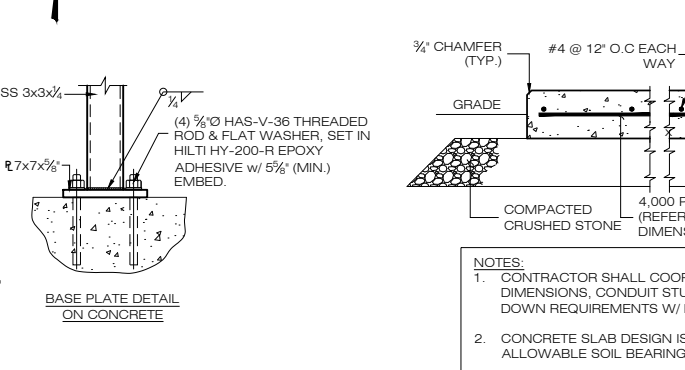 SS 3x3x¼
¼
(4) ⅝"Ø HAS-V-36 THREADED
ROD & FLAT WASHER, SET IN
HILTI HY-200-R EPOXY
ADHESIVE w/ 5⅝" (MIN.)
EMBED.
℄7x7x⅝"
BASE PLATE DETAIL
ON CONCRETE
¾" CHAMFER
(TYP.)
#4 @ 12" O.C EACH
WAY
GRADE
COMPACTED
CRUSHED STONE
4,000 P
(REFER
DIMENS
NOTES:
1. CONTRACTOR SHALL COOR
DIMENSIONS, CONDUIT STU
DOWN REQUIREMENTS W/
2. CONCRETE SLAB DESIGN IS
ALLOWABLE SOIL BEARING